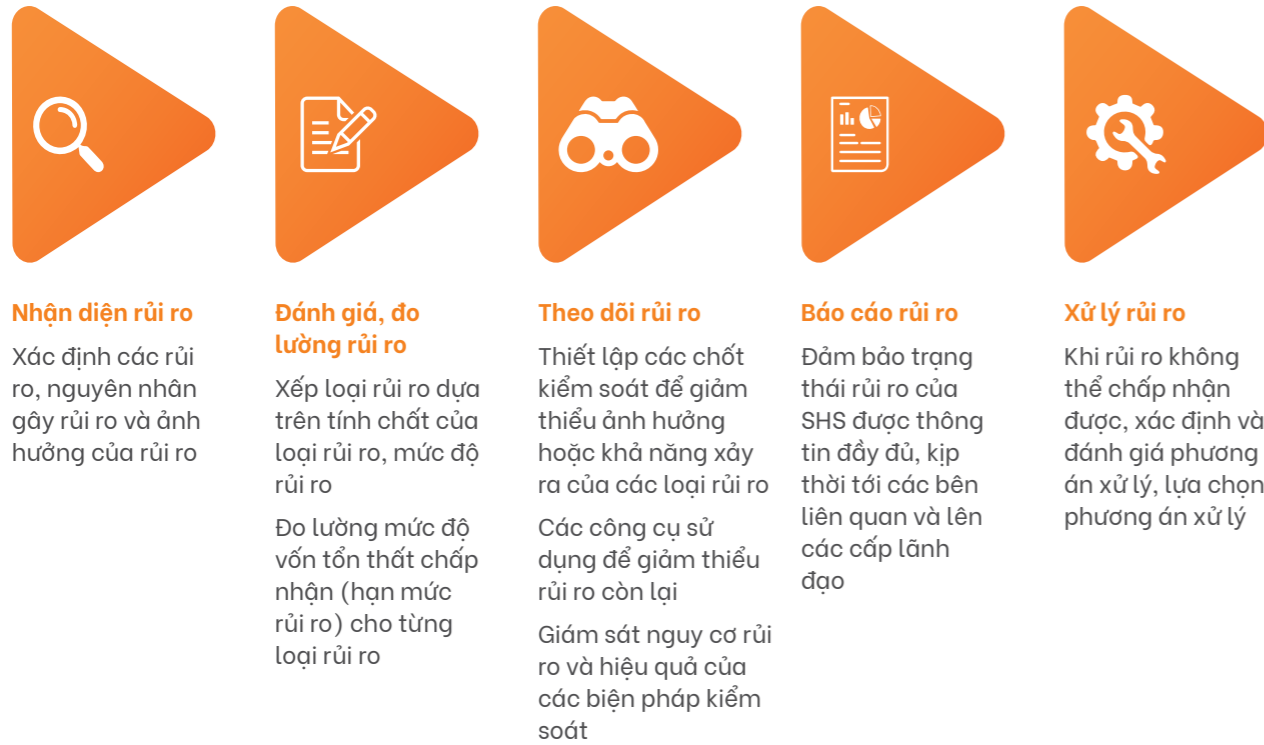 Nhận diện rủi ro
Xác định các rủi
ro, nguyên nhân
gây rủi ro và ảnh
hưởng của rủi ro
Đánh giá, đo
lường rủi ro
Xếp loại rủi ro dựa
trên tính chất của
loại rủi ro, mức độ
rủi ro
Đo lường mức độ
vốn tổn thất chấp
nhận (hạn mức
rủi ro) cho từng
loại rủi ro
Theo dõi rủi ro
Thiết lập các chốt
kiểm soát để giảm
thiểu ảnh hưởng
hoặc khả năng xảy
ra của các loại rủi ro
Các công cụ sử
dụng để giảm thiểu
rủi ro còn lại
Giám sát nguy cơ rủi
ro và hiệu quả của
các biện pháp kiểm
soát
Báo cáo rủi ro
Đảm bảo trạng
thái rủi ro của
SHS được thông
tin đầy đủ, kịp
thời tới các bên
liên quan và lên
các cấp lãnh
đạo
Xử lý rủi ro
Khi rủi ro không
thể chấp nhận
được, xác định và
đánh giá phương
án xử lý, lựa chọn
phương án xử lý